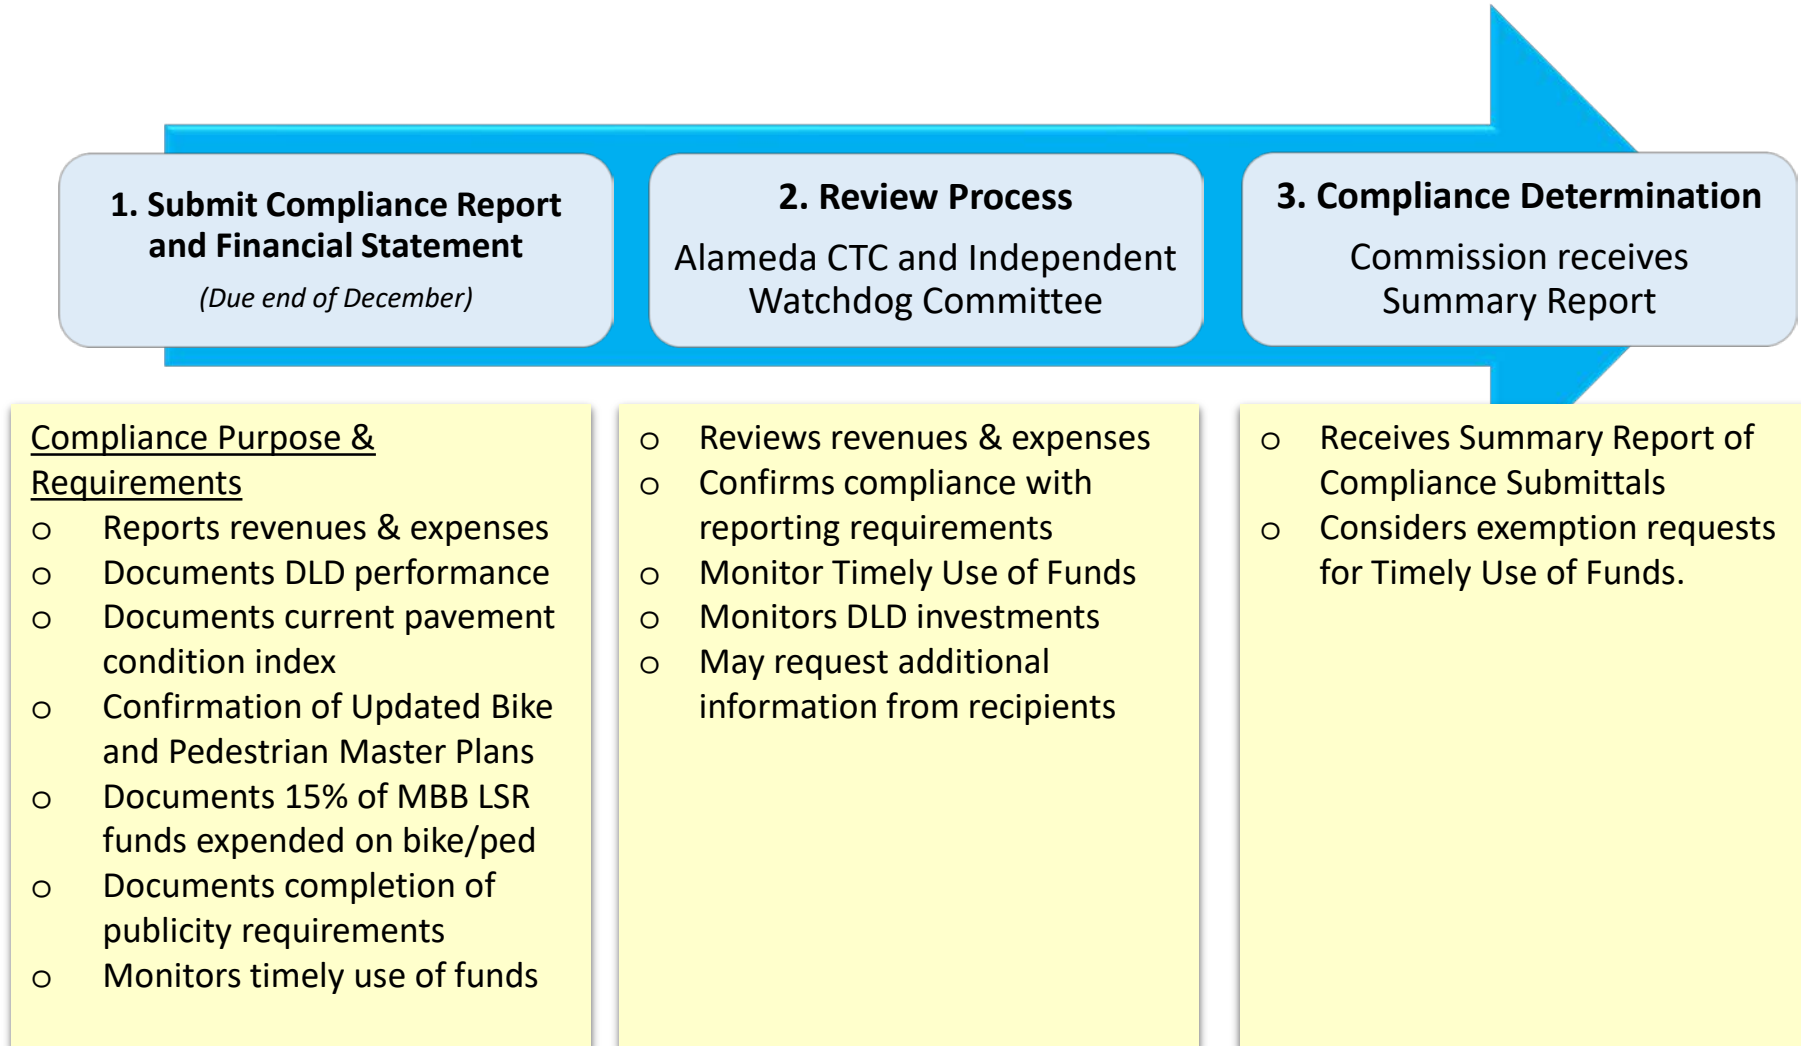 1. Submit Compliance Report
and Financial Statement
(Due end of December)
2. Review Process
Alameda CTC and Independent
Watchdog Committee
3. Compliance Determination
Commission receives
Summary Report
Compliance Purpose &
Requirements
o Reports revenues & expenses
o Documents DLD performance
o Documents current pavement
condition index
o Confirmation of Updated Bike
and Pedestrian Master Plans
o Documents 15% of MBB LSR
funds expended on bike/ped
o Documents completion of
publicity requirements
o Monitors timely use of funds
o Reviews revenues & expenses
o Confirms compliance with
reporting requirements
o Monitor Timely Use of Funds
o Monitors DLD investments
o May request additional
information from recipients
o Receives Summary Report of
Compliance Submittals
o Considers exemption requests
for Timely Use of Funds.